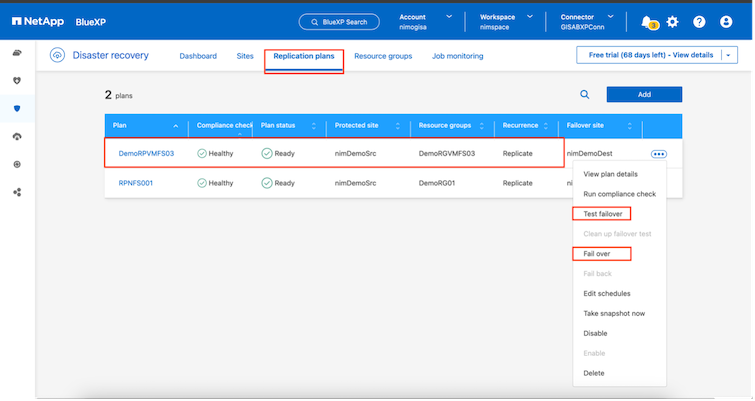 NetApp BlueXP
BlueXP Search
Account
nimogisa
Workspace
nimspace
Connector
GISABXPConn
3
Disaster recovery
Dashboard
Sites
Replication plans
Resource groups
Job monitoring
Free trial (68 days left) - View details
2 plans
Add
Plan Compliance check Plan status Protected site Resource groups Recurrence Failover site
DemoRPVMFS03 Healthy Ready nimDemoSrc DemoRGVMFS03 Replicate nimDemoDest
RPNFS001 Healthy Ready nimDemoSrc DemoRG01 Replicate
View plan details
Run compliance check
Test failover
Clean up failover test
Fail over
Fail back
Edit schedules
Take snapshot now
Disable
Enable
Delete